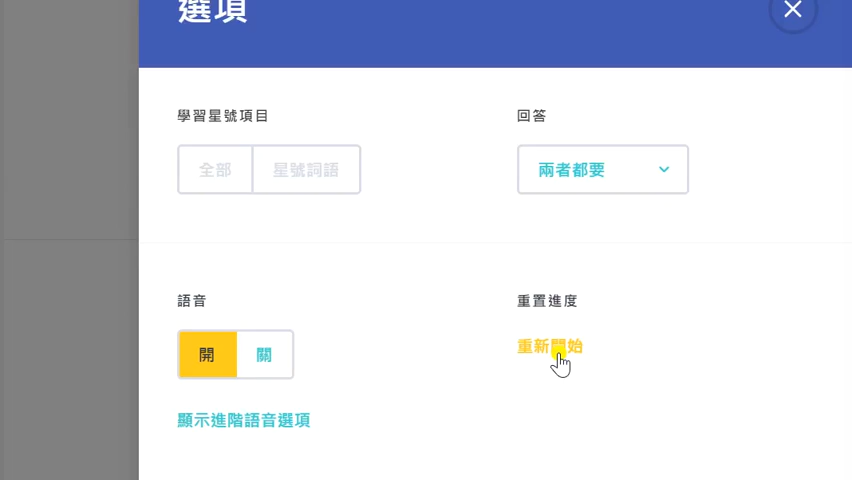 選項
學習星號項目
回答
全部
星號詞語
兩者都要
語音
重置進度
開
關
重新開始
顯示進階語音選項